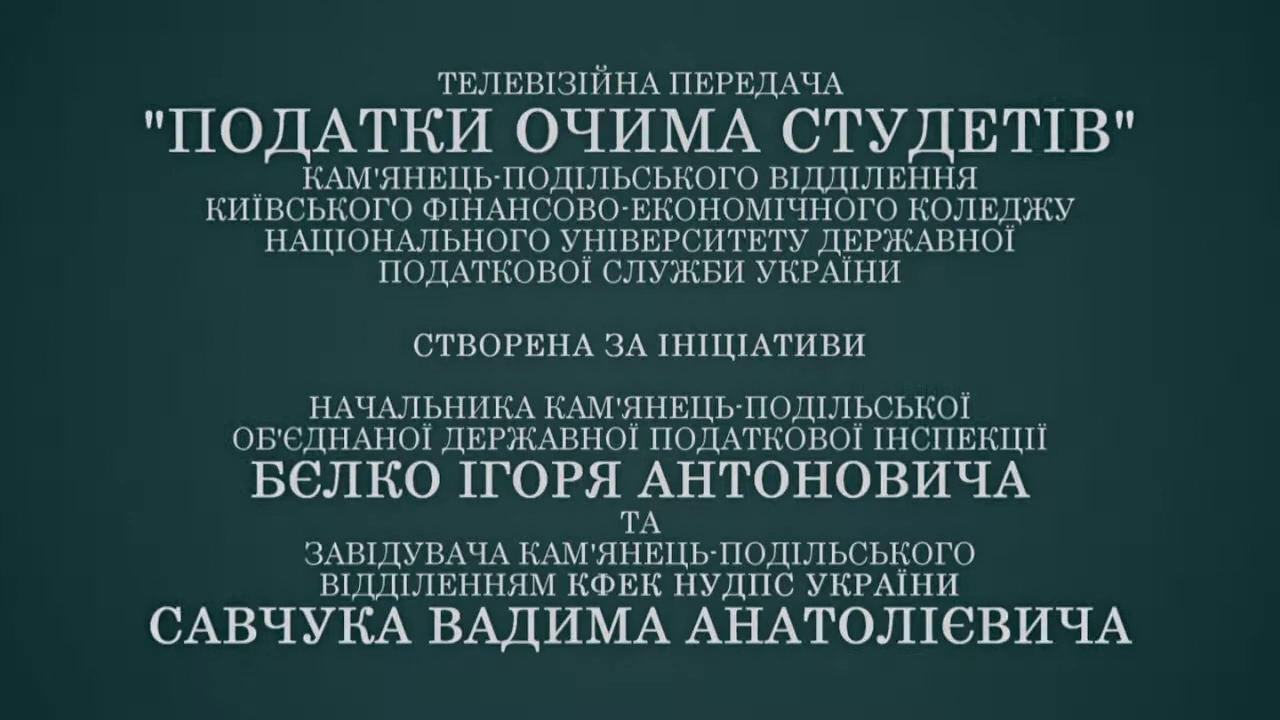 ТЕЛЕВІЗІЙНА ПЕРЕДАЧА
"ПОДАТКИ ОЧИМА СТУДЕТІВ"
КАМ'ЯНЕЦЬ-ПОДІЛЬСЬКОГО ВІДДІЛЕННЯ
КИЇВСЬКОГО ФІНАНСОВО-ЕКОНОМІЧНОГО КОЛЕДЖУ
НАЦІОНАЛЬНОГО УНІВЕРСИТЕТУ ДЕРЖАВНОЇ
ПОДАТКОВОЇ СЛУЖБИ УКРАЇНИ
СТВОРЕНА ЗА ІНІЦІАТИВИ
НАЧАЛЬНИКА КАМ'ЯНЕЦЬ-ПОДІЛЬСЬКОЇ
ОБ'ЄДНАНОЇ ДЕРЖАВНОЇ ПОДАТКОВОЇ ІНСПЕКЦІЇ
БЄЛКО ІГОРЯ АНТОНОВИЧА
ТА
ЗАВІДУВАЧА КАМ'ЯНЕЦЬ-ПОДІЛЬСЬКОГО
ВІДДІЛЕННЯМ КФЕК НУДПС УКРАЇНИ
САВЧУКА ВАДИМА АНАТОЛІЄВИЧА